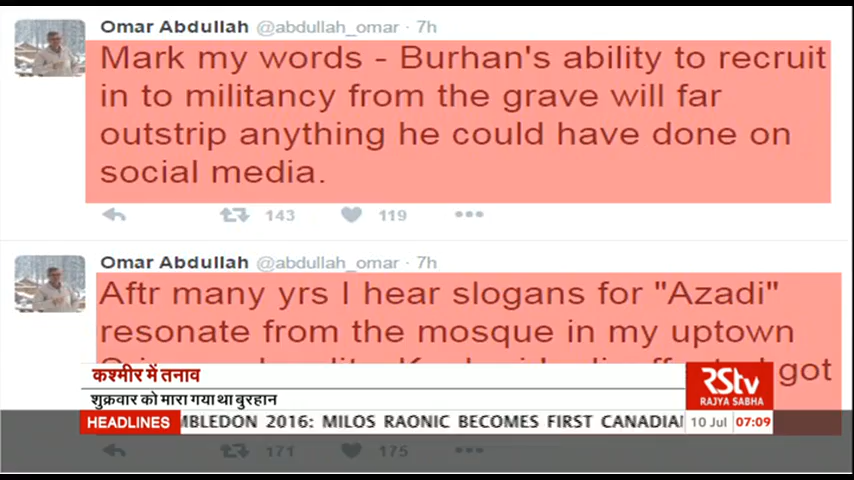 Omar Abdullah @abdullah_omar · 7h
Mark my words - Burhan's ability to recruit
in to militancy from the grave will far
outstrip anything he could have done on
social media.
143 119
Omar Abdullah @abdullah_omar · 7h
Aftr many yrs I hear slogans for "Azadi"
resonate from the mosque in my uptown
got
कश्मीर में तनाव
शुक्रवार को मारा गया था बुरहान
RSTV
RAJYA SABHA
HEADLINES MBLEDON 2016: MILOS RAONIC BECOMES FIRST CANADIAN 10 Jul 07:09
171 175